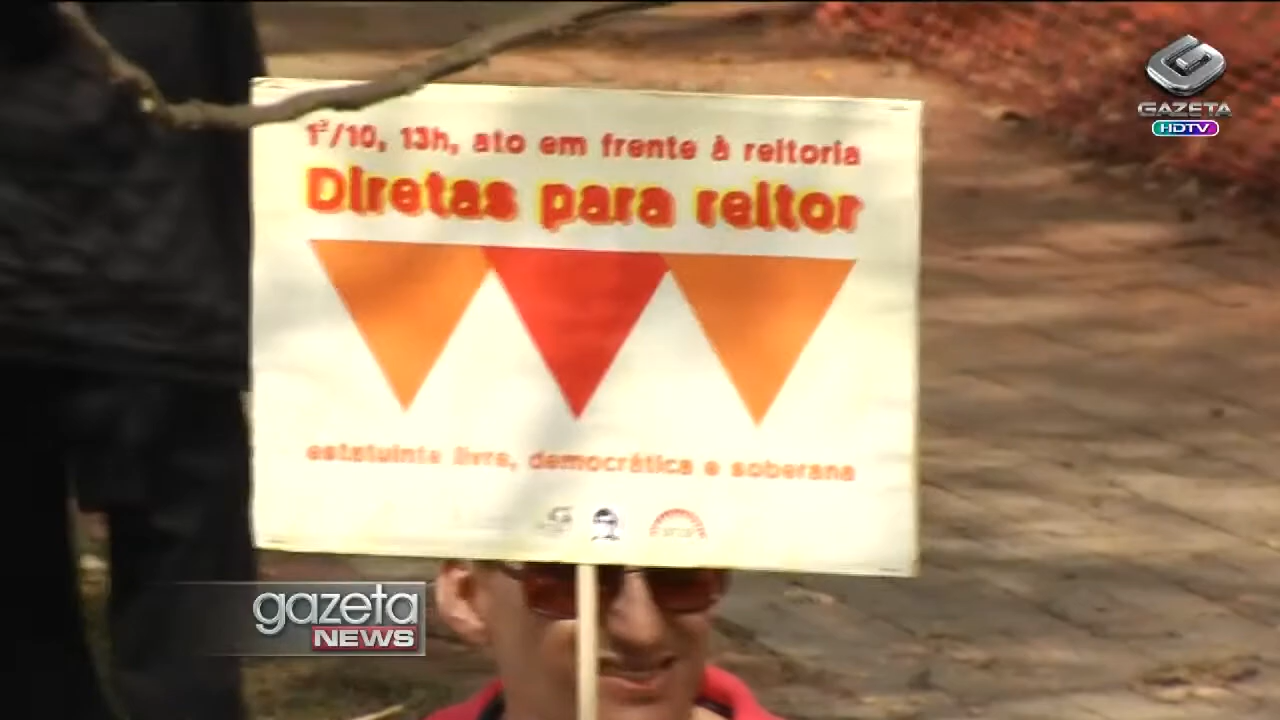 GAZETA
HDTV
1º/10, 13h, ato em frente à reitoria
Diretas para reitor
estatuinte livre, democrática e soberana
gazeta
NEWS